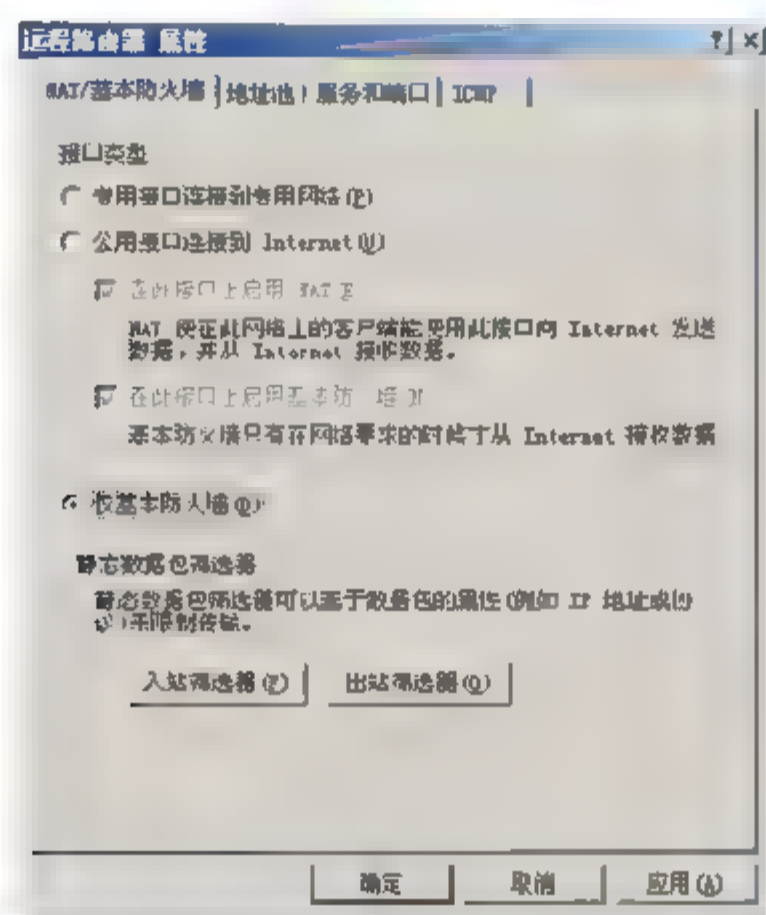 远程路由器 属性
NAT/基本防火墙 地址池 服务和端口 ICMP
接口类型
专用接口连接到专用网络(P)
公用接口连接到 Internet(U)
在此接口上启用 NAT(E)
NAT 使在此网络上的客户端能使用此接口向 Internet 发送
数据,并从 Internet 接收数据。
在此接口上启用基本防 墙
基本防火墙只有在网络要求的时候才从 Internet 接收数据
仅基本防火墙(B)
静态数据包筛选器
静态数据包筛选器可以基于数据包的属性(例如 IP 地址或协
议)来限制传输。
入站筛选器 出站筛选器(O)
确定 取消 应用(A)